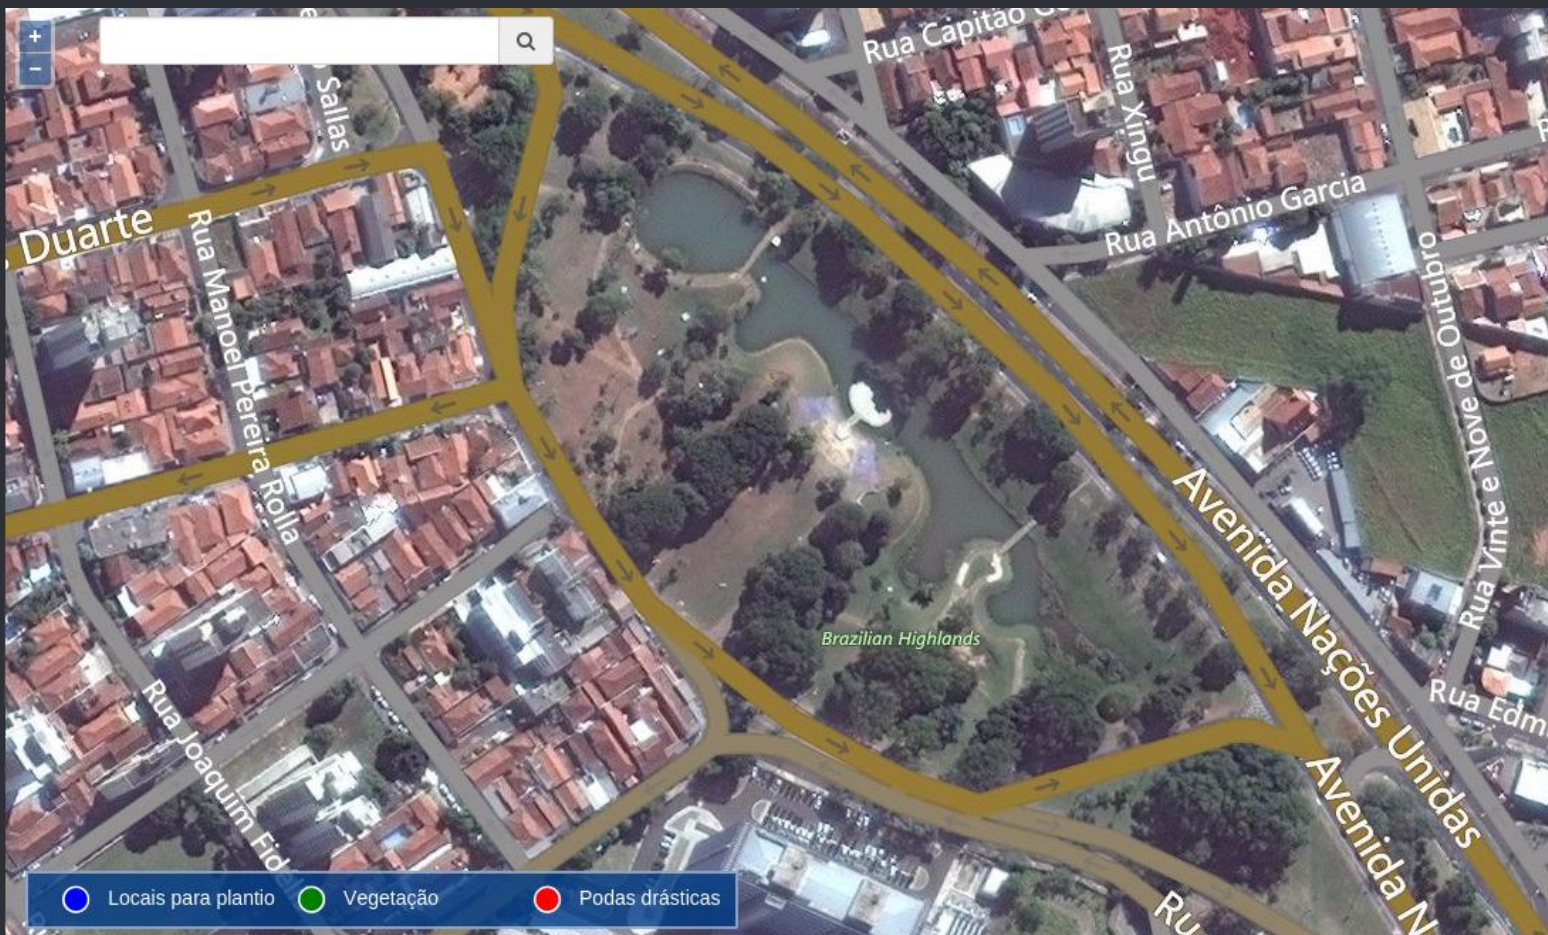 +
−
Sallas
Rua Capitão
Rua Xingu
Rua Antônio Garcia
Duarte
Rua Manoel Pereira Rolla
Rua Vinte e Nove de Outubro
Avenida Nações Unidas
Brazilian Highlands
Rua Edm
Rua Joaquim Fidel
Avenida N
Ru
Locais para plantio
Vegetação
Podas drásticas